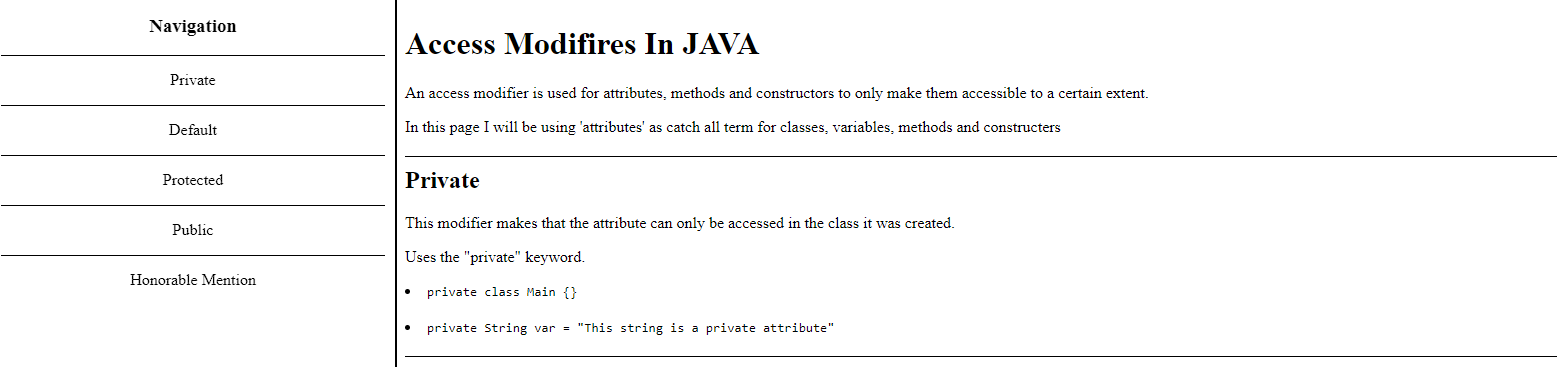 Navigation
Private
Default
Protected
Public
Honorable Mention
Access Modifires In JAVA
An access modifier is used for attributes, methods and constructors to only make them accessible to a certain extent.
In this page I will be using 'attributes' as catch all term for classes, variables, methods and constructers
Private
This modifier makes that the attribute can only be accessed in the class it was created.
Uses the "private" keyword.
• private class Main {}
• private String var = "This string is a private attribute"